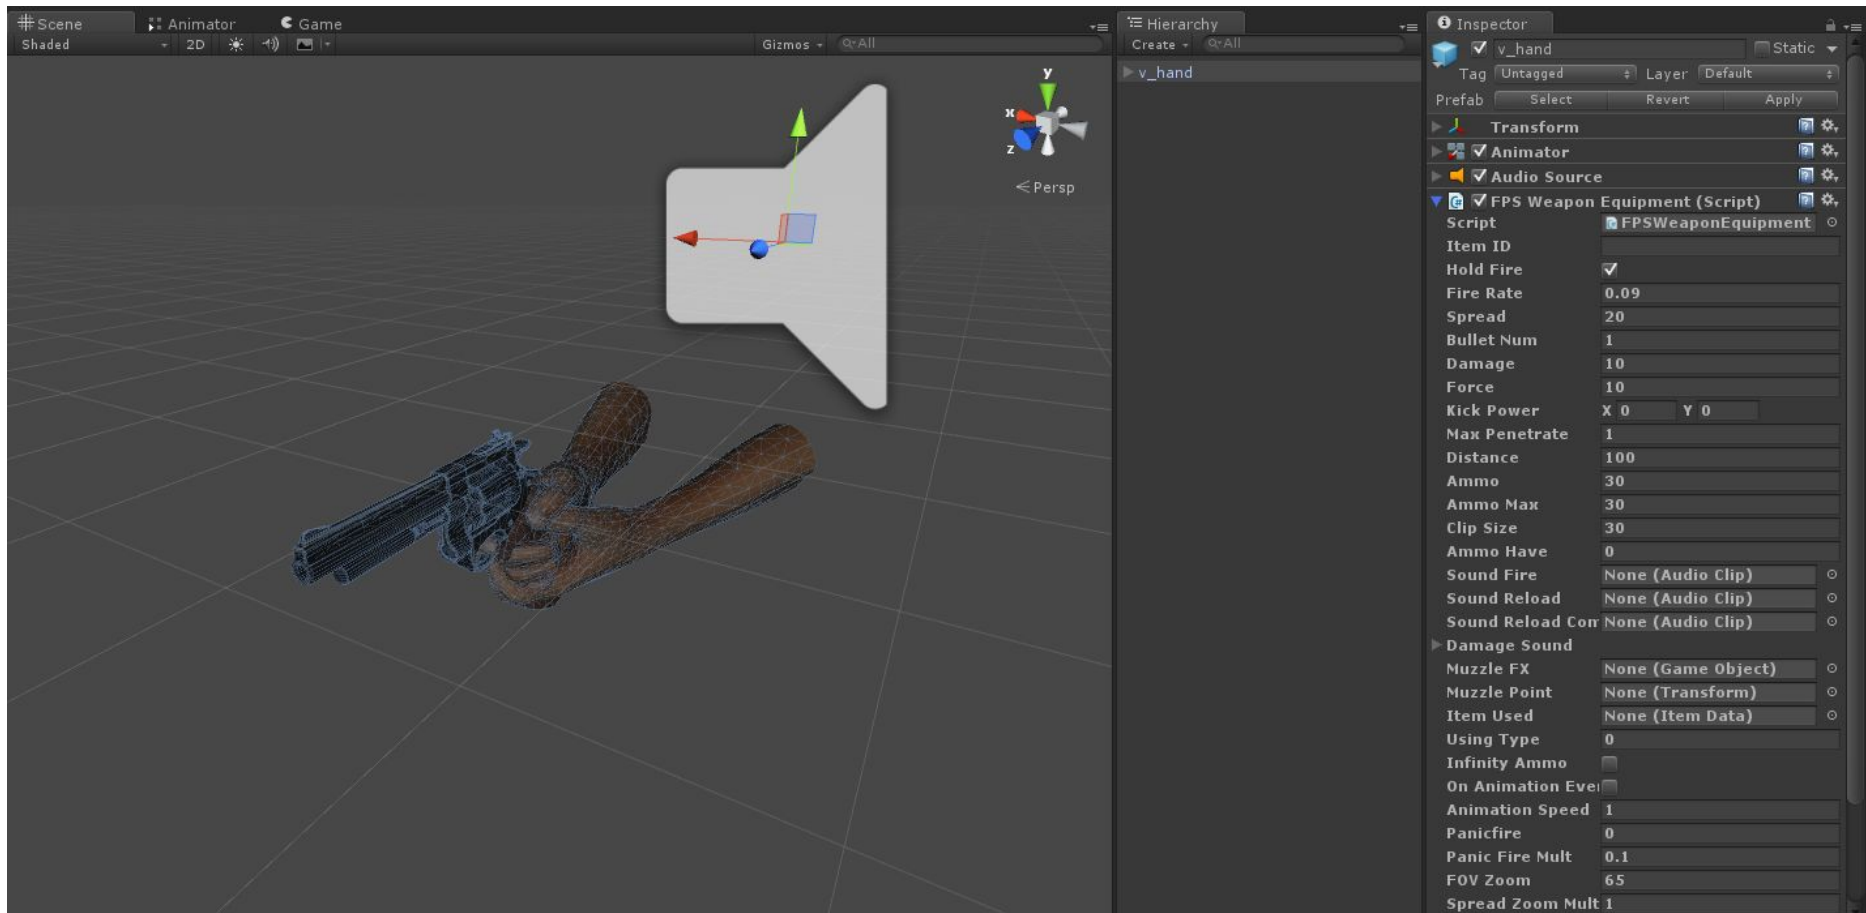 Scene Animator Game
Shaded 2D Gizmos All
y
x
z
Persp
Hierarchy
Create All
v_hand
Inspector
v_hand Static
Tag Untagged Layer Default
Prefab Select Revert Apply
Transform
Animator
Audio Source
FPS Weapon Equipment (Script)
Script FPSWeaponEquipment
Item ID
Hold Fire
Fire Rate 0.09
Spread 20
Bullet Num 1
Damage 10
Force 10
Kick Power X 0 Y 0
Max Penetrate 1
Distance 100
Ammo 30
Ammo Max 30
Clip Size 30
Ammo Have 0
Sound Fire None (Audio Clip)
Sound Reload None (Audio Clip)
Sound Reload Com None (Audio Clip)
Damage Sound
Muzzle FX None (Game Object)
Muzzle Point None (Transform)
Item Used None (Item Data)
Using Type 0
Infinity Ammo
On Animation Eve
Animation Speed 1
Panicfire 0
Panic Fire Mult 0.1
FOV Zoom 65
Spread Zoom Mult 1